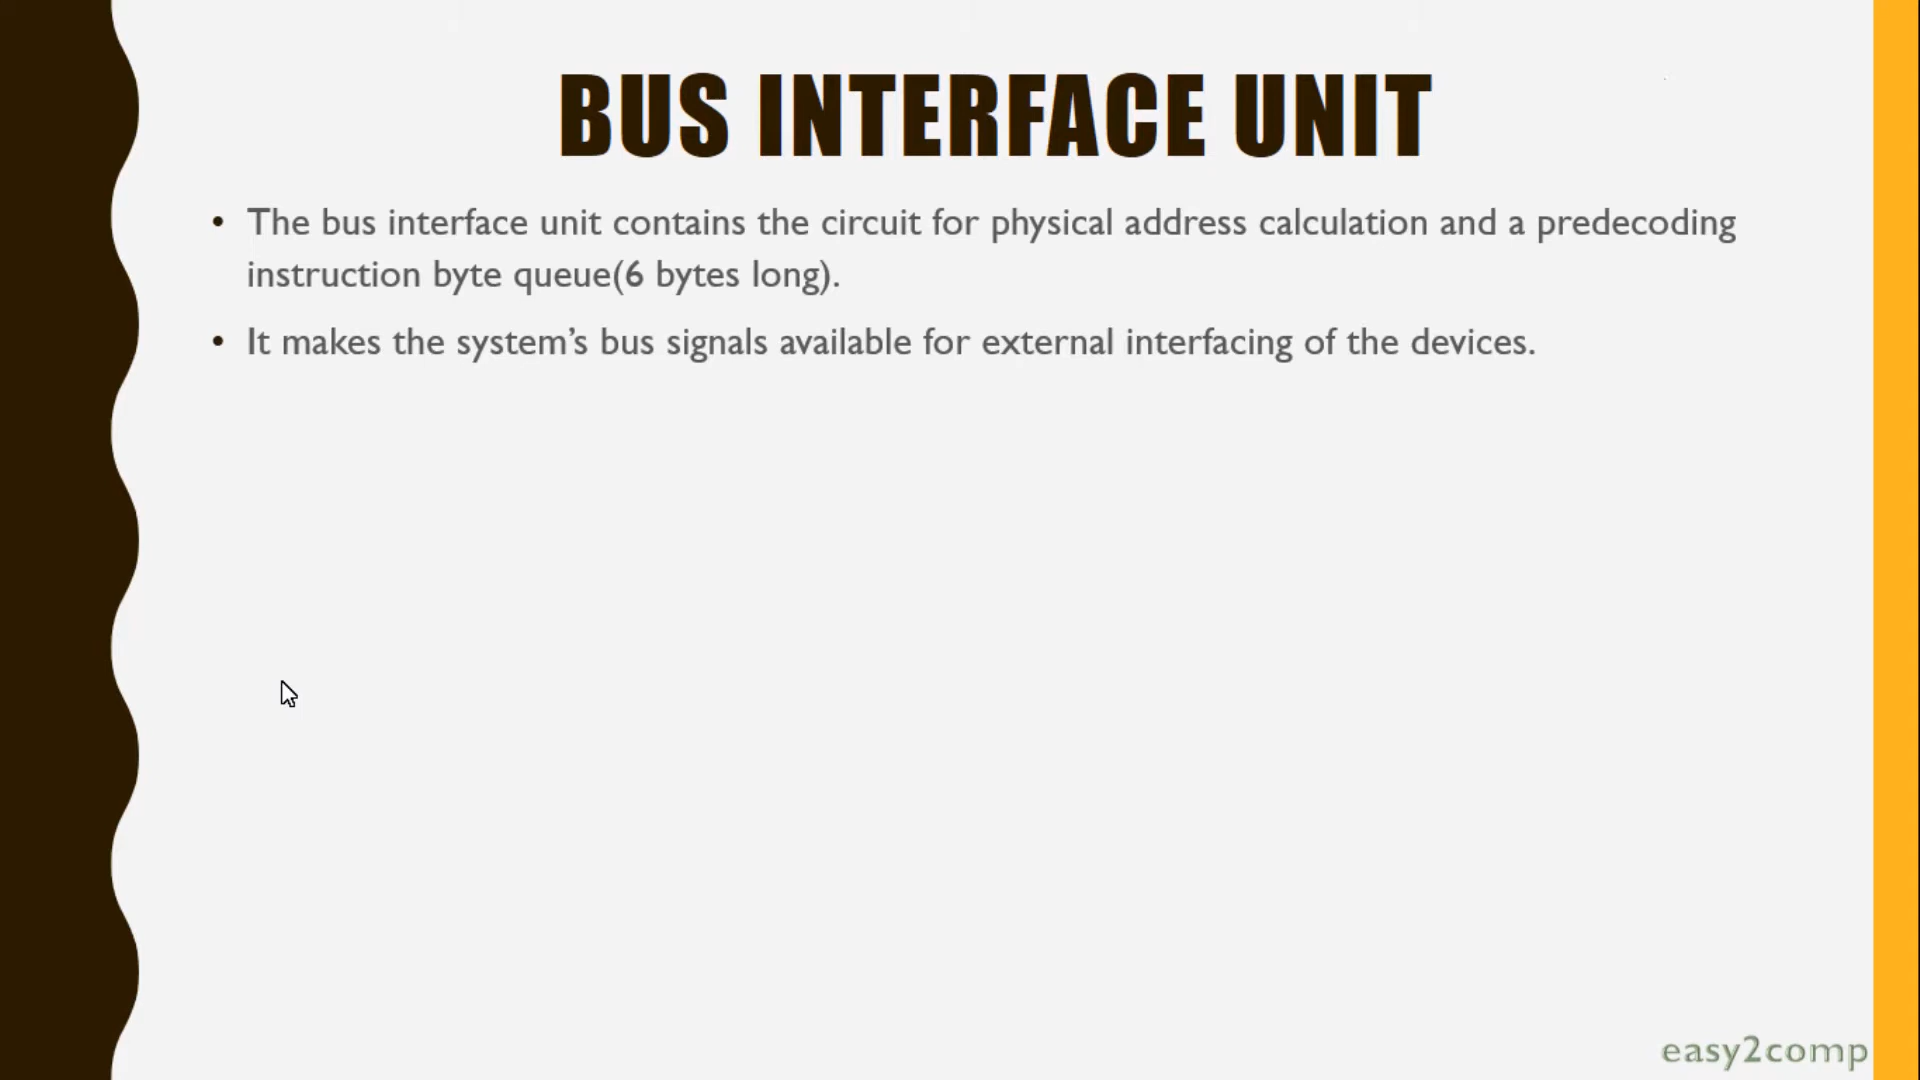 BUS INTERFACE UNIT
• The bus interface unit contains the circuit for physical address calculation and a predecoding
instruction byte queue(6 bytes long).
• It makes the system’s bus signals available for external interfacing of the devices.
easy2comp